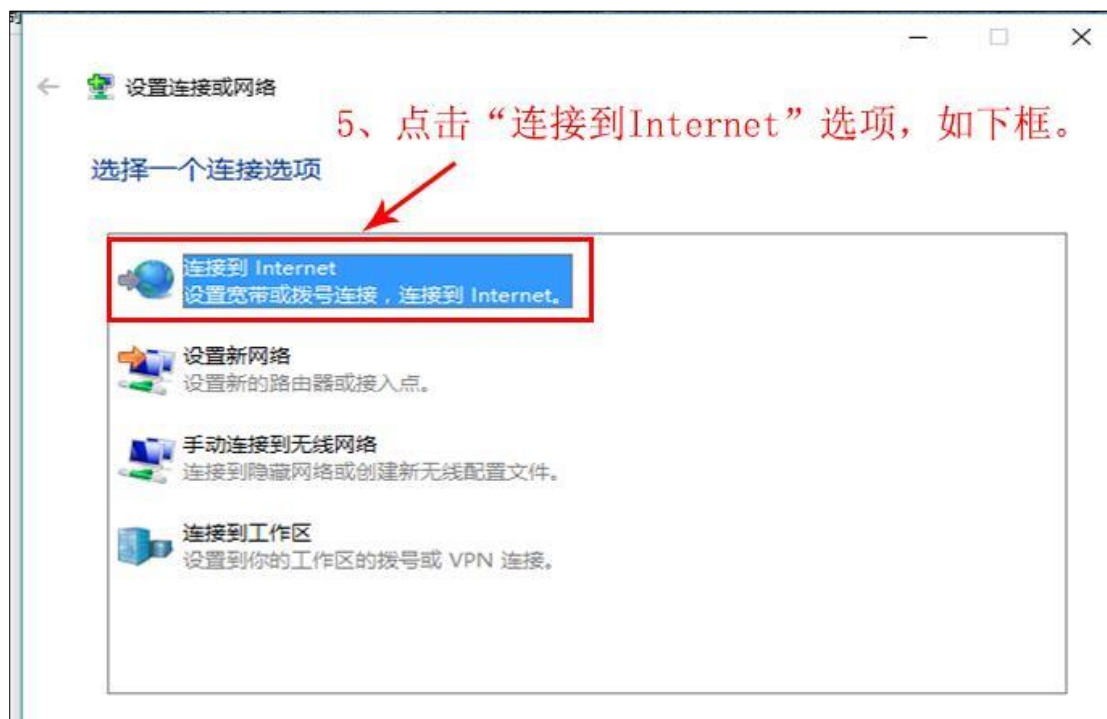 设置连接或网络
5、点击“连接到Internet”选项，如下框。
选择一个连接选项
连接到 Internet
设置宽带或拨号连接，连接到 Internet。
设置新网络
设置新的路由器或接入点。
手动连接到无线网络
连接到隐藏网络或创建新无线配置文件。
连接到工作区
设置到你的工作区的拨号或 VPN 连接。